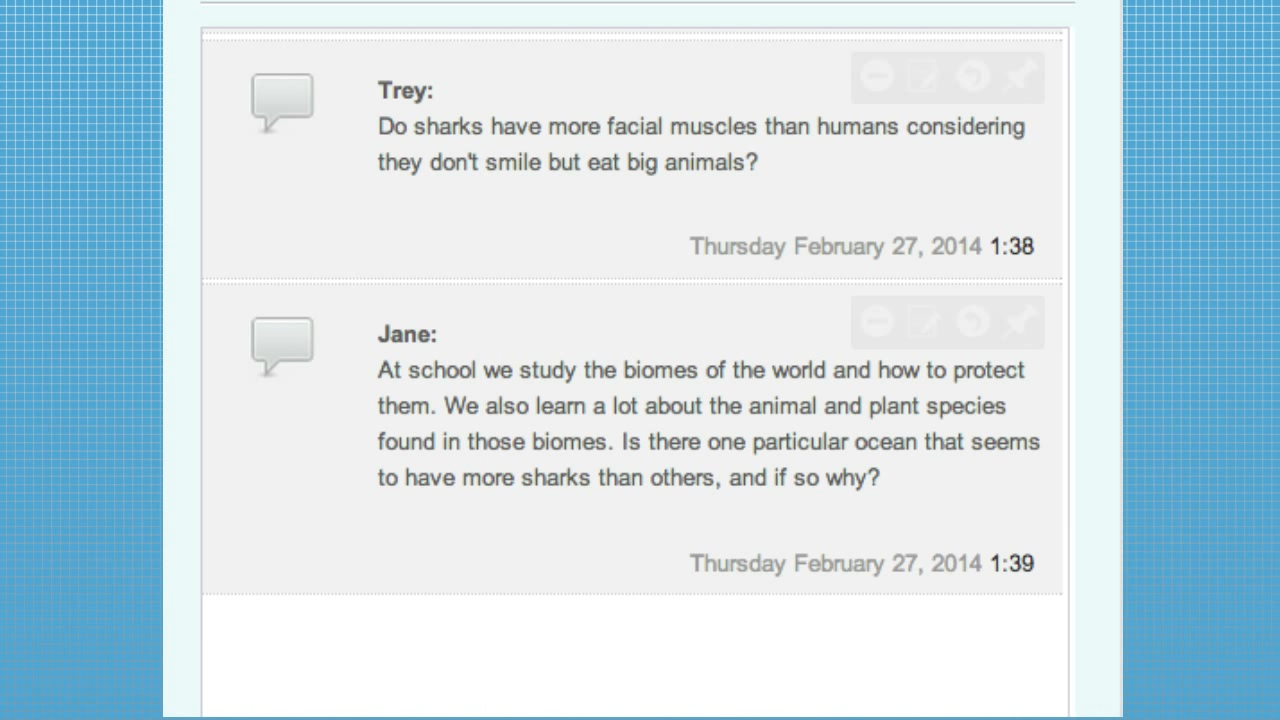 Trey:
Do sharks have more facial muscles than humans considering
they don't smile but eat big animals?
Thursday February 27, 2014 1:38
Jane:
At school we study the biomes of the world and how to protect
them. We also learn a lot about the animal and plant species
found in those biomes. Is there one particular ocean that seems
to have more sharks than others, and if so why?
Thursday February 27, 2014 1:39